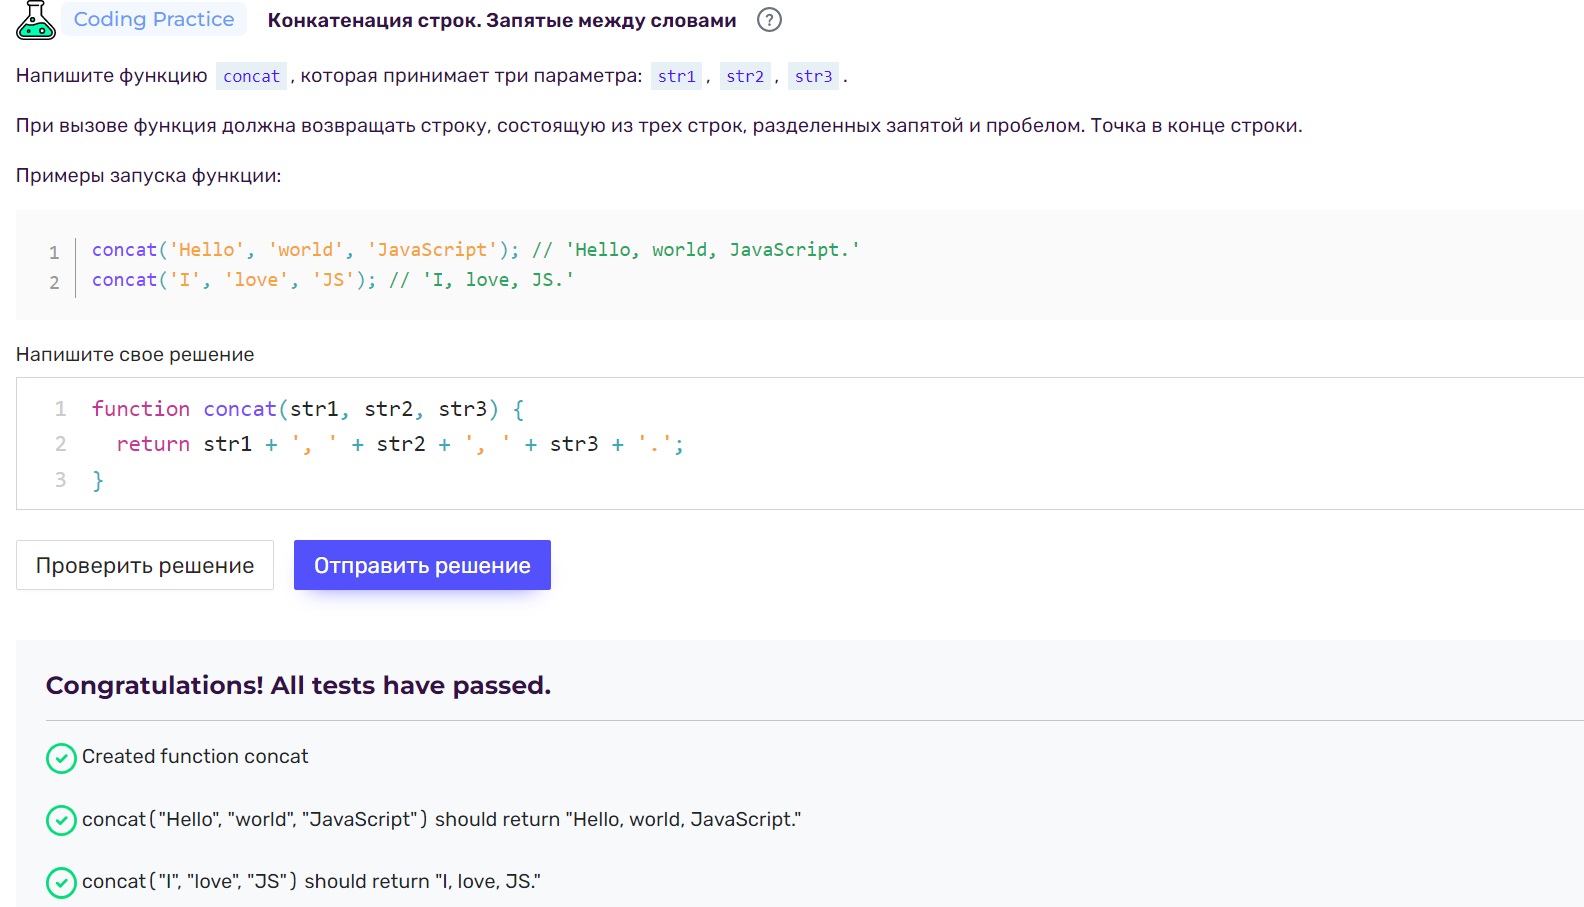 Coding Practice Конкатенация строк. Запятые между словами ?
Напишите функцию concat, которая принимает три параметра: str1, str2, str3.
При вызове функция должна возвращать строку, состоящую из трех строк, разделенных запятой и пробелом. Точка в конце строки.
Примеры запуска функции:
1 concat('Hello', 'world', 'JavaScript'); // 'Hello, world, JavaScript.'
2 concat('I', 'love', 'JS'); // 'I, love, JS.'
Напишите свое решение
1 function concat(str1, str2, str3) {
2 return str1 + ', ' + str2 + ', ' + str3 + '.';
3 }
Проверить решение Отправить решение
Congratulations! All tests have passed.
Created function concat
concat("Hello", "world", "JavaScript") should return "Hello, world, JavaScript."
concat("I", "love", "JS") should return "I, love, JS."